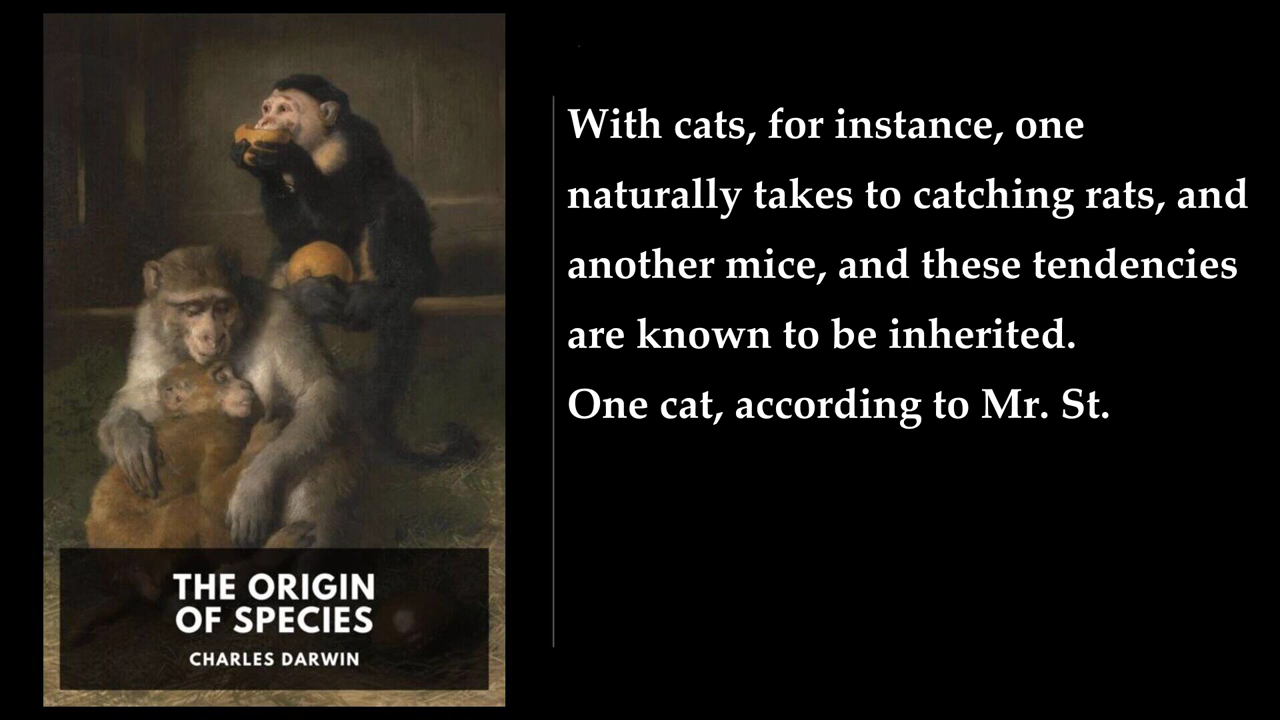 With cats, for instance, one
naturally takes to catching rats, and
another mice, and these tendencies
are known to be inherited.
One cat, according to Mr. St.
THE ORIGIN
OF SPECIES
CHARLES DARWIN